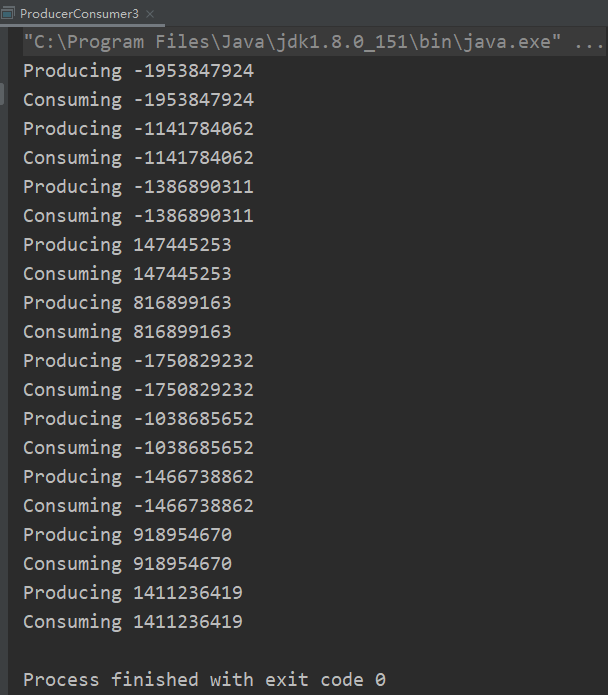 ProducerConsumer3
"C:\Program Files\Java\jdk1.8.0_151\bin\java.exe" ...
Producing -1953847924
Consuming -1953847924
Producing -1141784062
Consuming -1141784062
Producing -1386890311
Consuming -1386890311
Producing 147445253
Consuming 147445253
Producing 816899163
Consuming 816899163
Producing -1750829232
Consuming -1750829232
Producing -1038685652
Consuming -1038685652
Producing -1466738862
Consuming -1466738862
Producing 918954670
Consuming 918954670
Producing 1411236419
Consuming 1411236419
Process finished with exit code 0